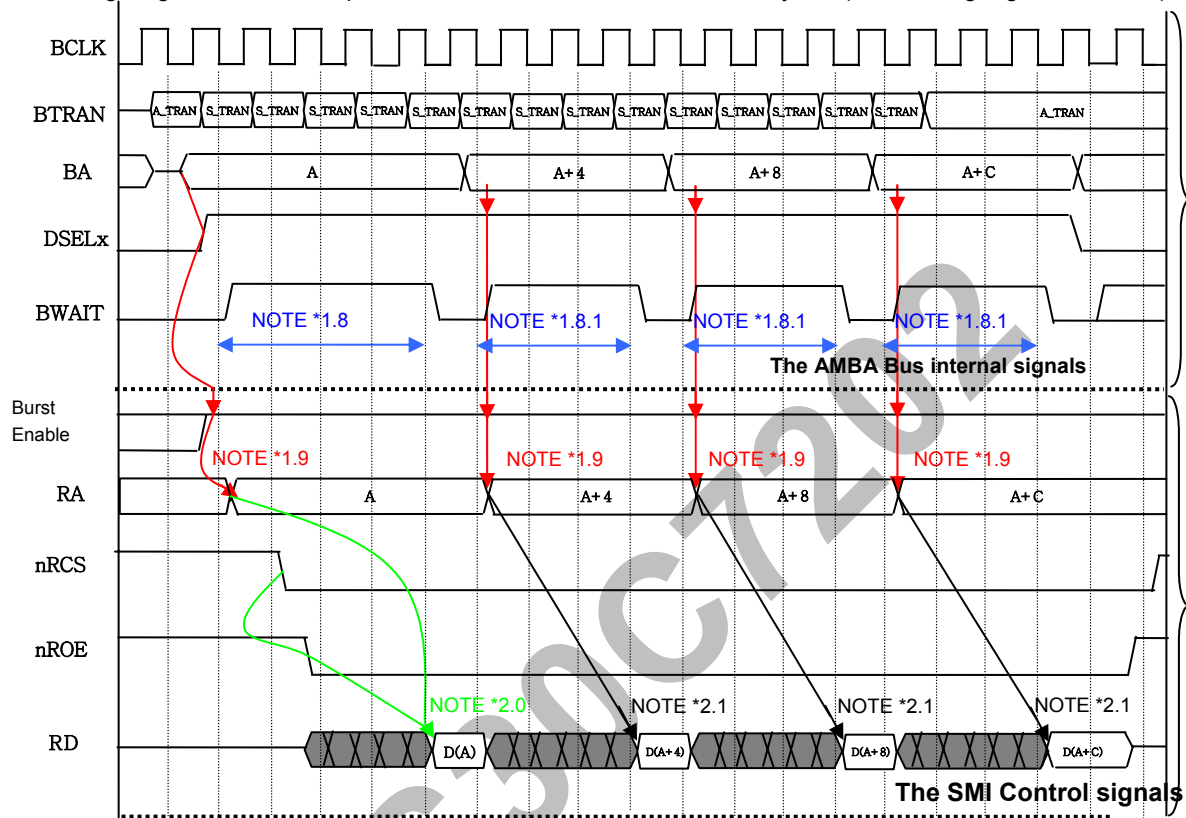 BCLK
BTRAN A_TRAN S_TRAN S_TRAN S_TRAN S_TRAN S_TRAN S_TRAN S_TRAN S_TRAN S_TRAN S_TRAN S_TRAN S_TRAN S_TRAN A_TRAN
BA A A+4 A+8 A+C
DSELx
BWAIT
NOTE *1.8 NOTE *1.8.1 NOTE *1.8.1 NOTE *1.8.1
The AMBA Bus internal signals
Burst
Enable
NOTE *1.9 NOTE *1.9 NOTE *1.9 NOTE *1.9
RA A A+4 A+8 A+C
nRCS
nROE
NOTE *2.0 NOTE *2.1 NOTE *2.1 NOTE *2.1
RD D(A) D(A+4) D(A+8) D(A+C)
The SMI Control signals
30C7202